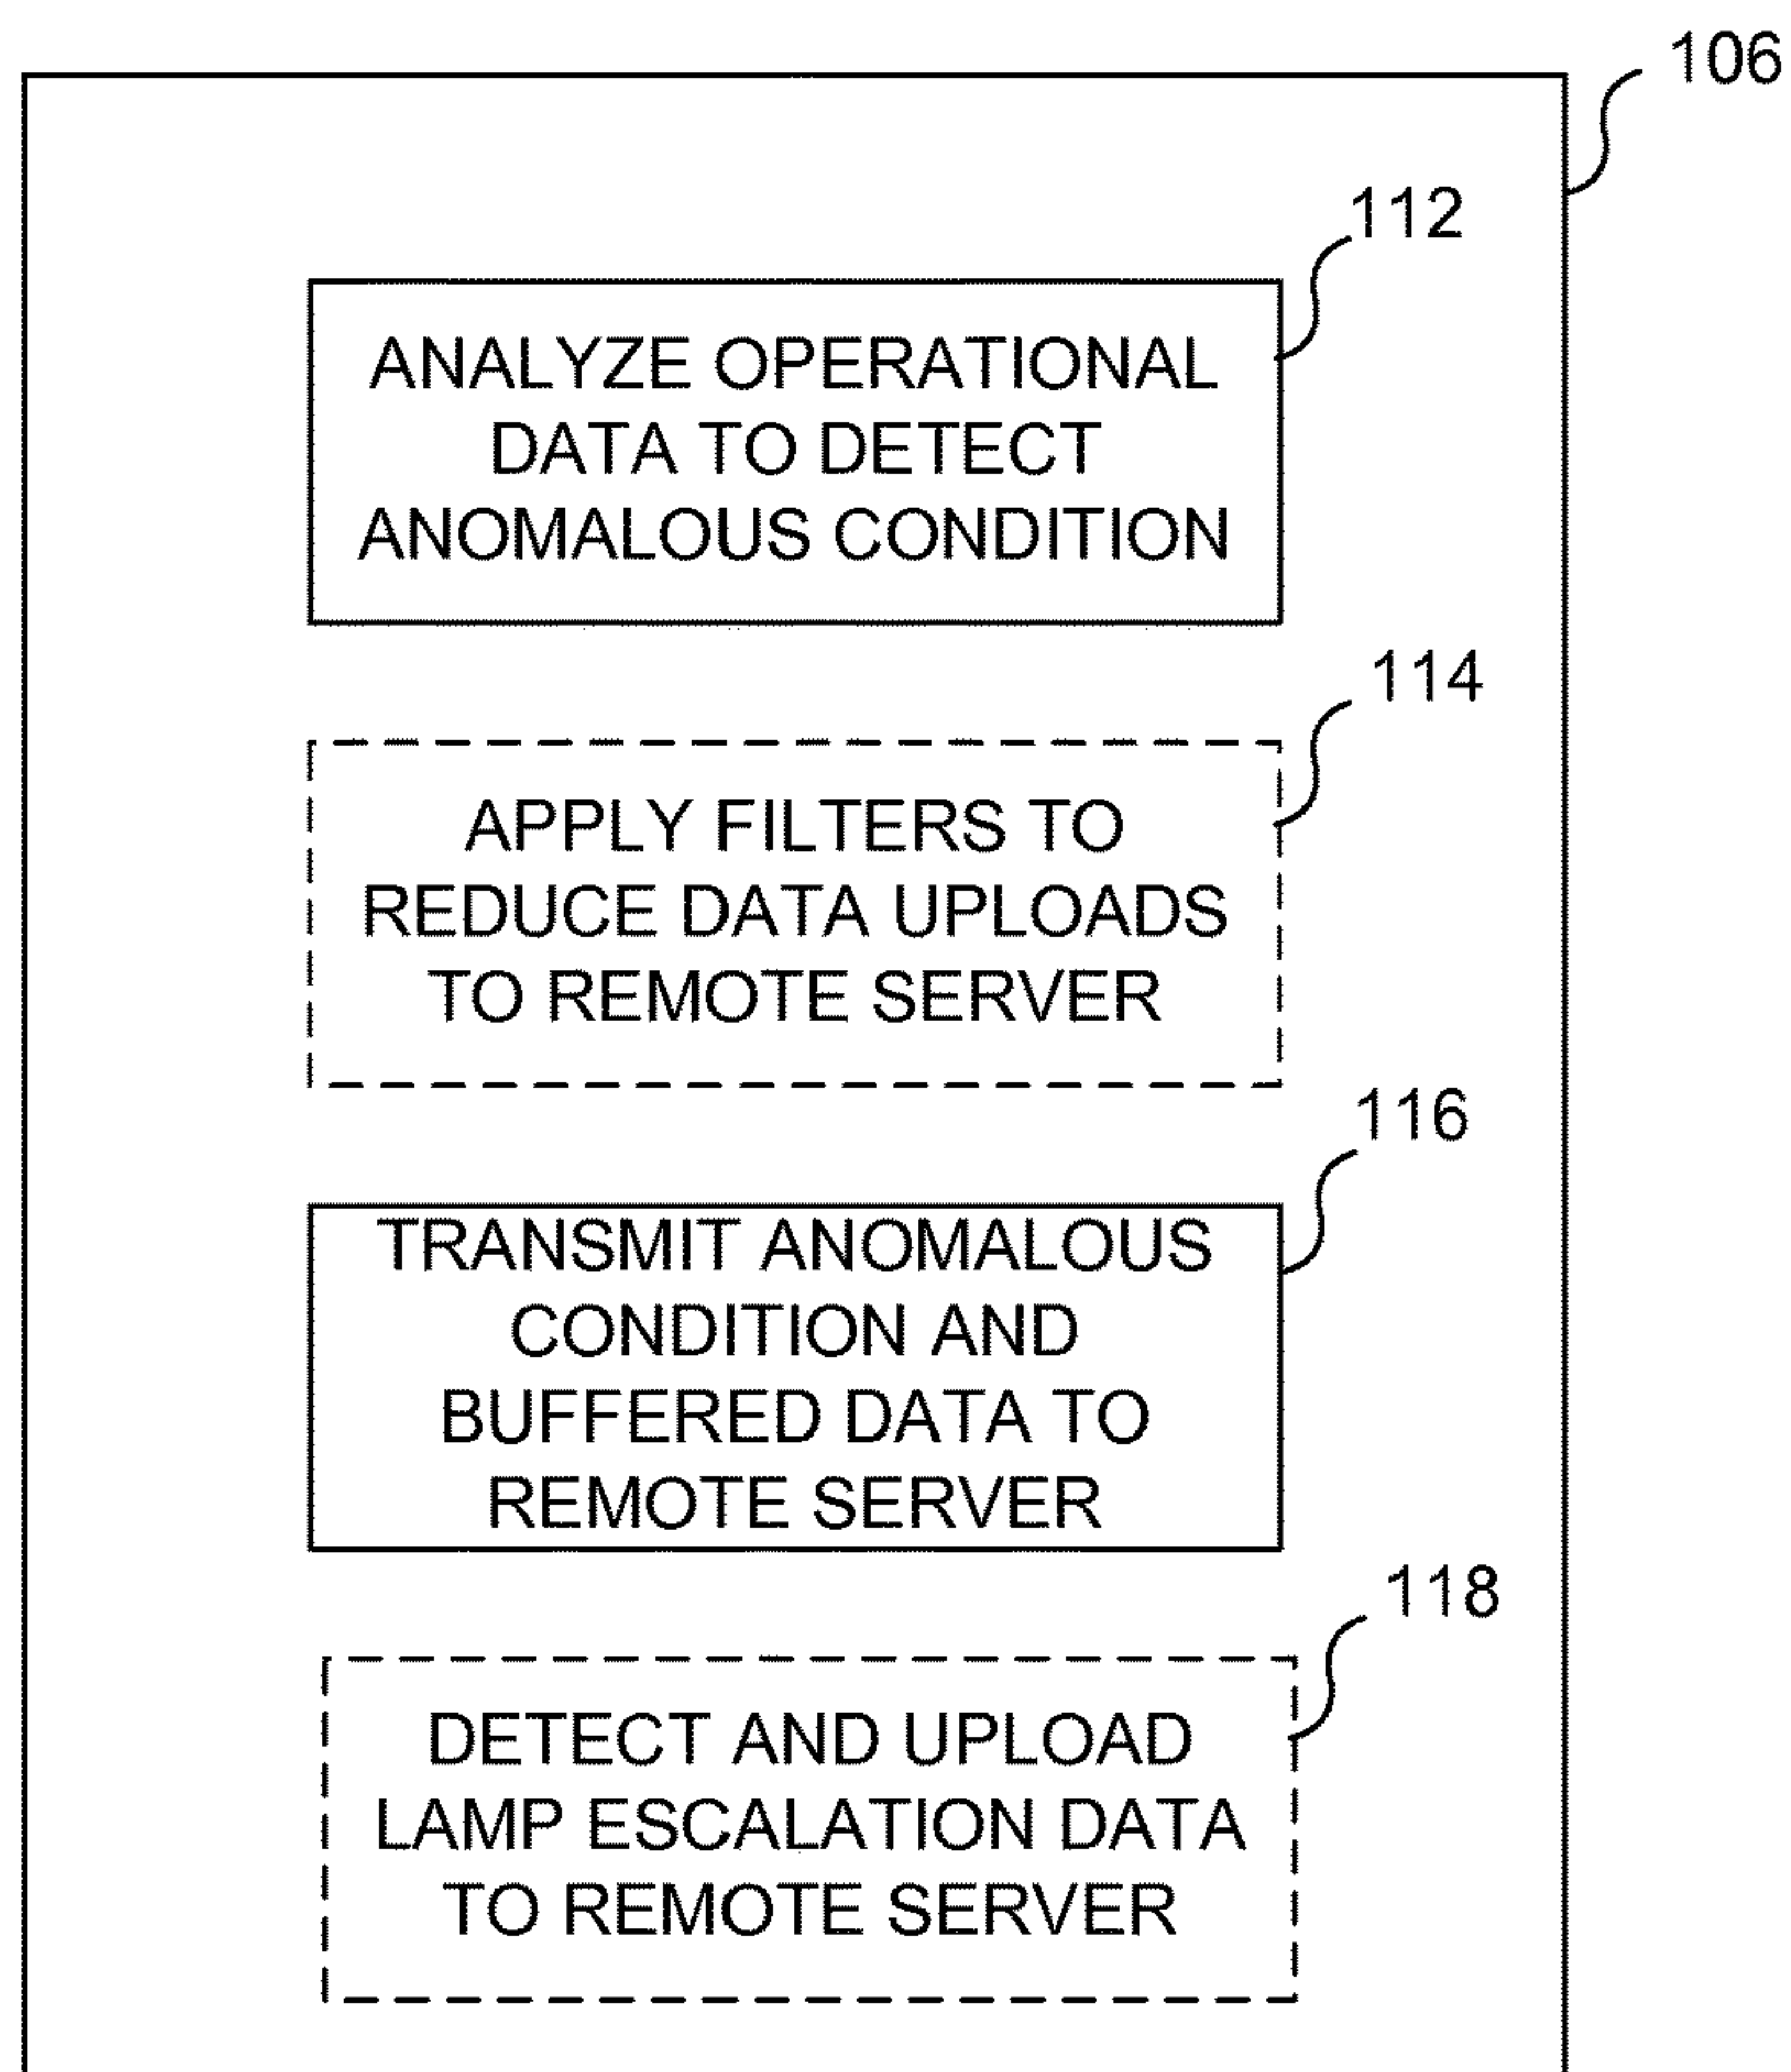 106
112
ANALYZE OPERATIONAL
DATA TO DETECT
ANOMALOUS CONDITION
114
APPLY FILTERS TO
REDUCE DATA UPLOADS
TO REMOTE SERVER
116
TRANSMIT ANOMALOUS
CONDITION AND
BUFFERED DATA TO
REMOTE SERVER
118
DETECT AND UPLOAD
LAMP ESCALATION DATA
TO REMOTE SERVER